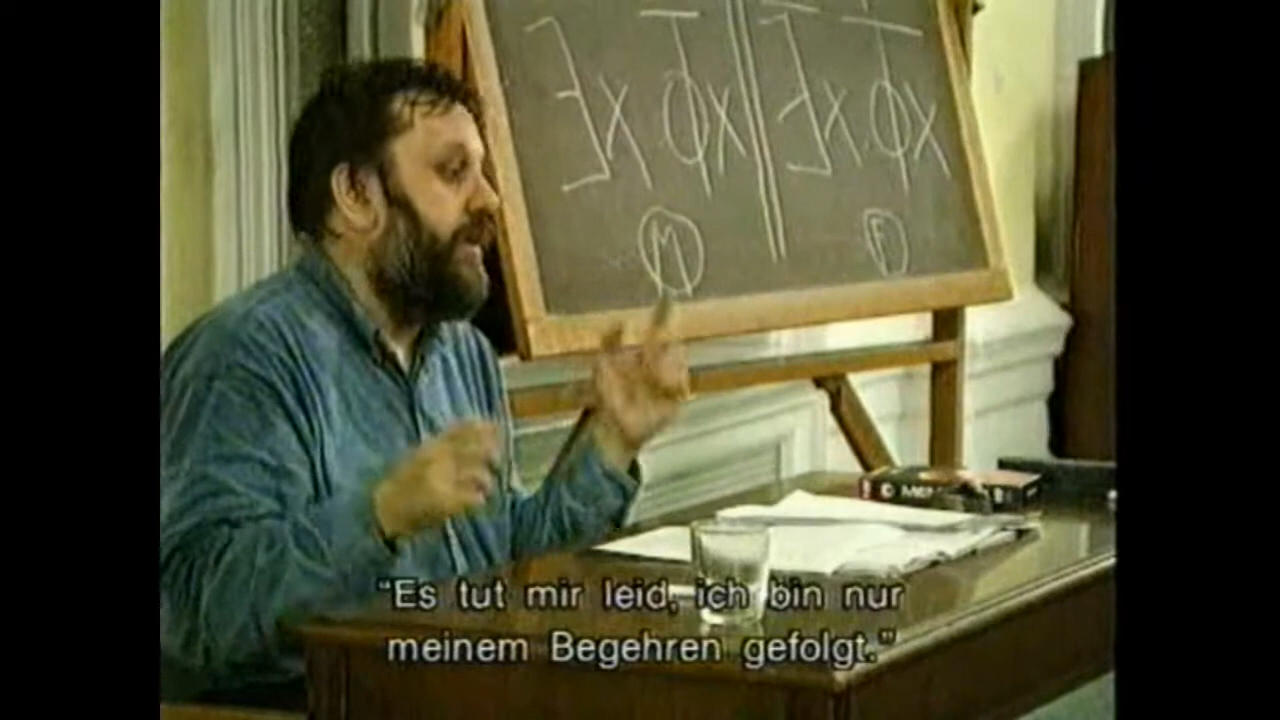 ∃x Φ̅x ∃̅x Φ̅x
M F
“Es tut mir leid, ich bin nur
meinem Begehren gefolgt.”